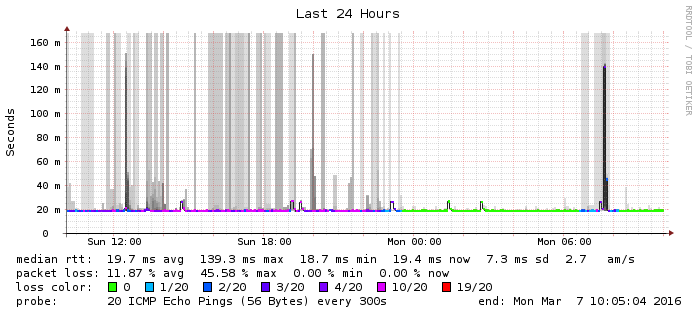 Last 24 Hours
RRDTOOL / TOBI OETIKER
Seconds
160 m
140 m
120 m
100 m
80 m
60 m
40 m
20 m
0
Sun 12:00 Sun 18:00 Mon 00:00 Mon 06:00
median rtt: 19.7 ms avg 139.3 ms max 18.7 ms min 19.4 ms now 7.3 ms sd 2.7 am/s
packet loss: 11.87 % avg 45.58 % max 0.00 % min 0.00 % now
loss color: 0 1/20 2/20 3/20 4/20 10/20 19/20
probe: 20 ICMP Echo Pings (56 Bytes) every 300s end: Mon Mar 7 10:05:04 2016